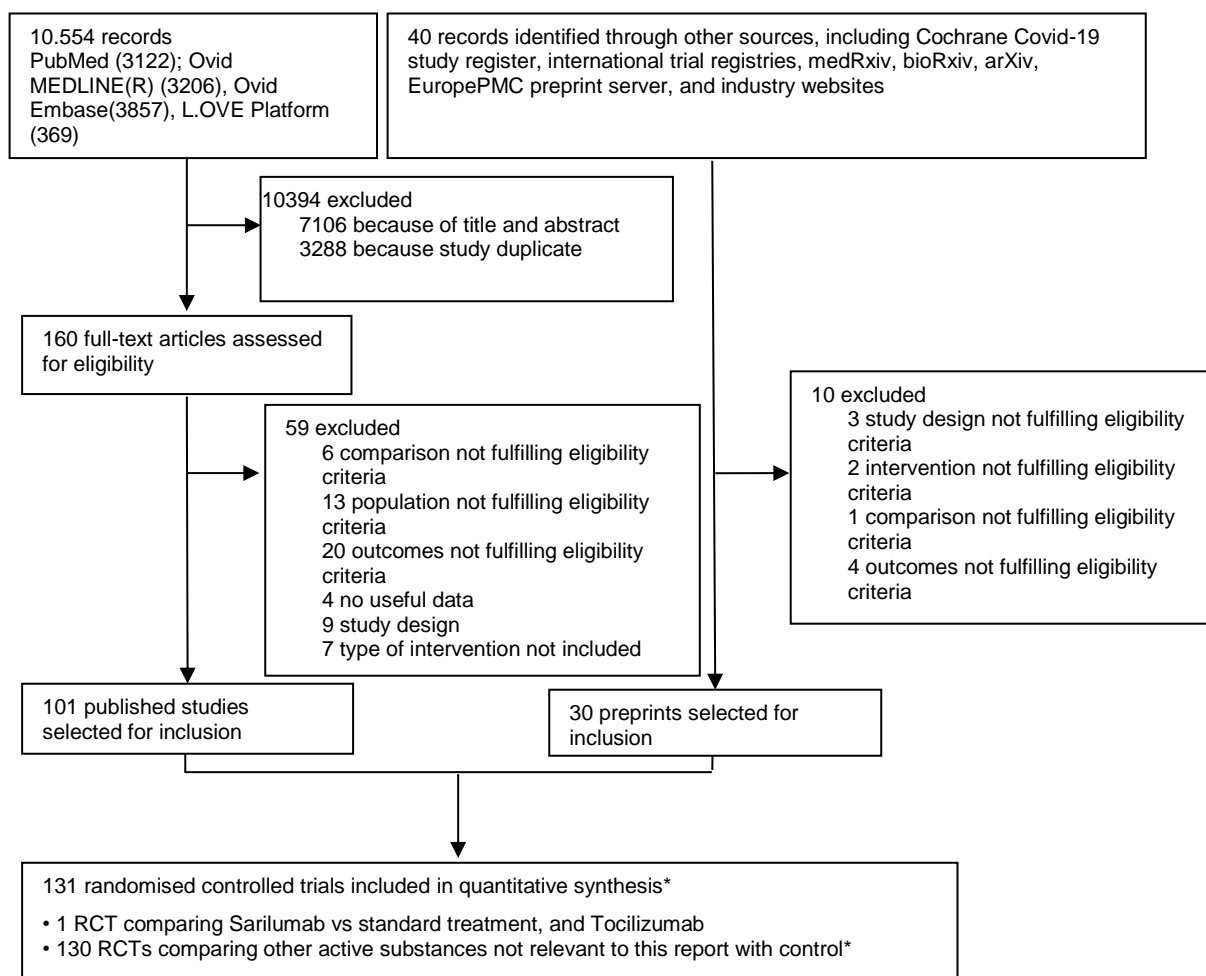 10.554 records
PubMed (3122); Ovid
MEDLINE(R) (3206), Ovid
Embase(3857), L.OVE Platform
(369)
40 records identified through other sources, including Cochrane Covid-19
study register, international trial registries, medRxiv, bioRxiv, arXiv,
EuropePMC preprint server, and industry websites
10394 excluded
7106 because of title and abstract
3288 because study duplicate
160 full-text articles assessed
for eligibility
59 excluded
6 comparison not fulfilling eligibility
criteria
13 population not fulfilling eligibility
criteria
20 outcomes not fulfilling eligibility
criteria
4 no useful data
9 study design
7 type of intervention not included
10 excluded
3 study design not fulfilling eligibility
criteria
2 intervention not fulfilling eligibility
criteria
1 comparison not fulfilling eligibility
criteria
4 outcomes not fulfilling eligibility
criteria
101 published studies
selected for inclusion
30 preprints selected for
inclusion
131 randomised controlled trials included in quantitative synthesis*
• 1 RCT comparing Sarilumab vs standard treatment, and Tocilizumab
• 130 RCTs comparing other active substances not relevant to this report with control*